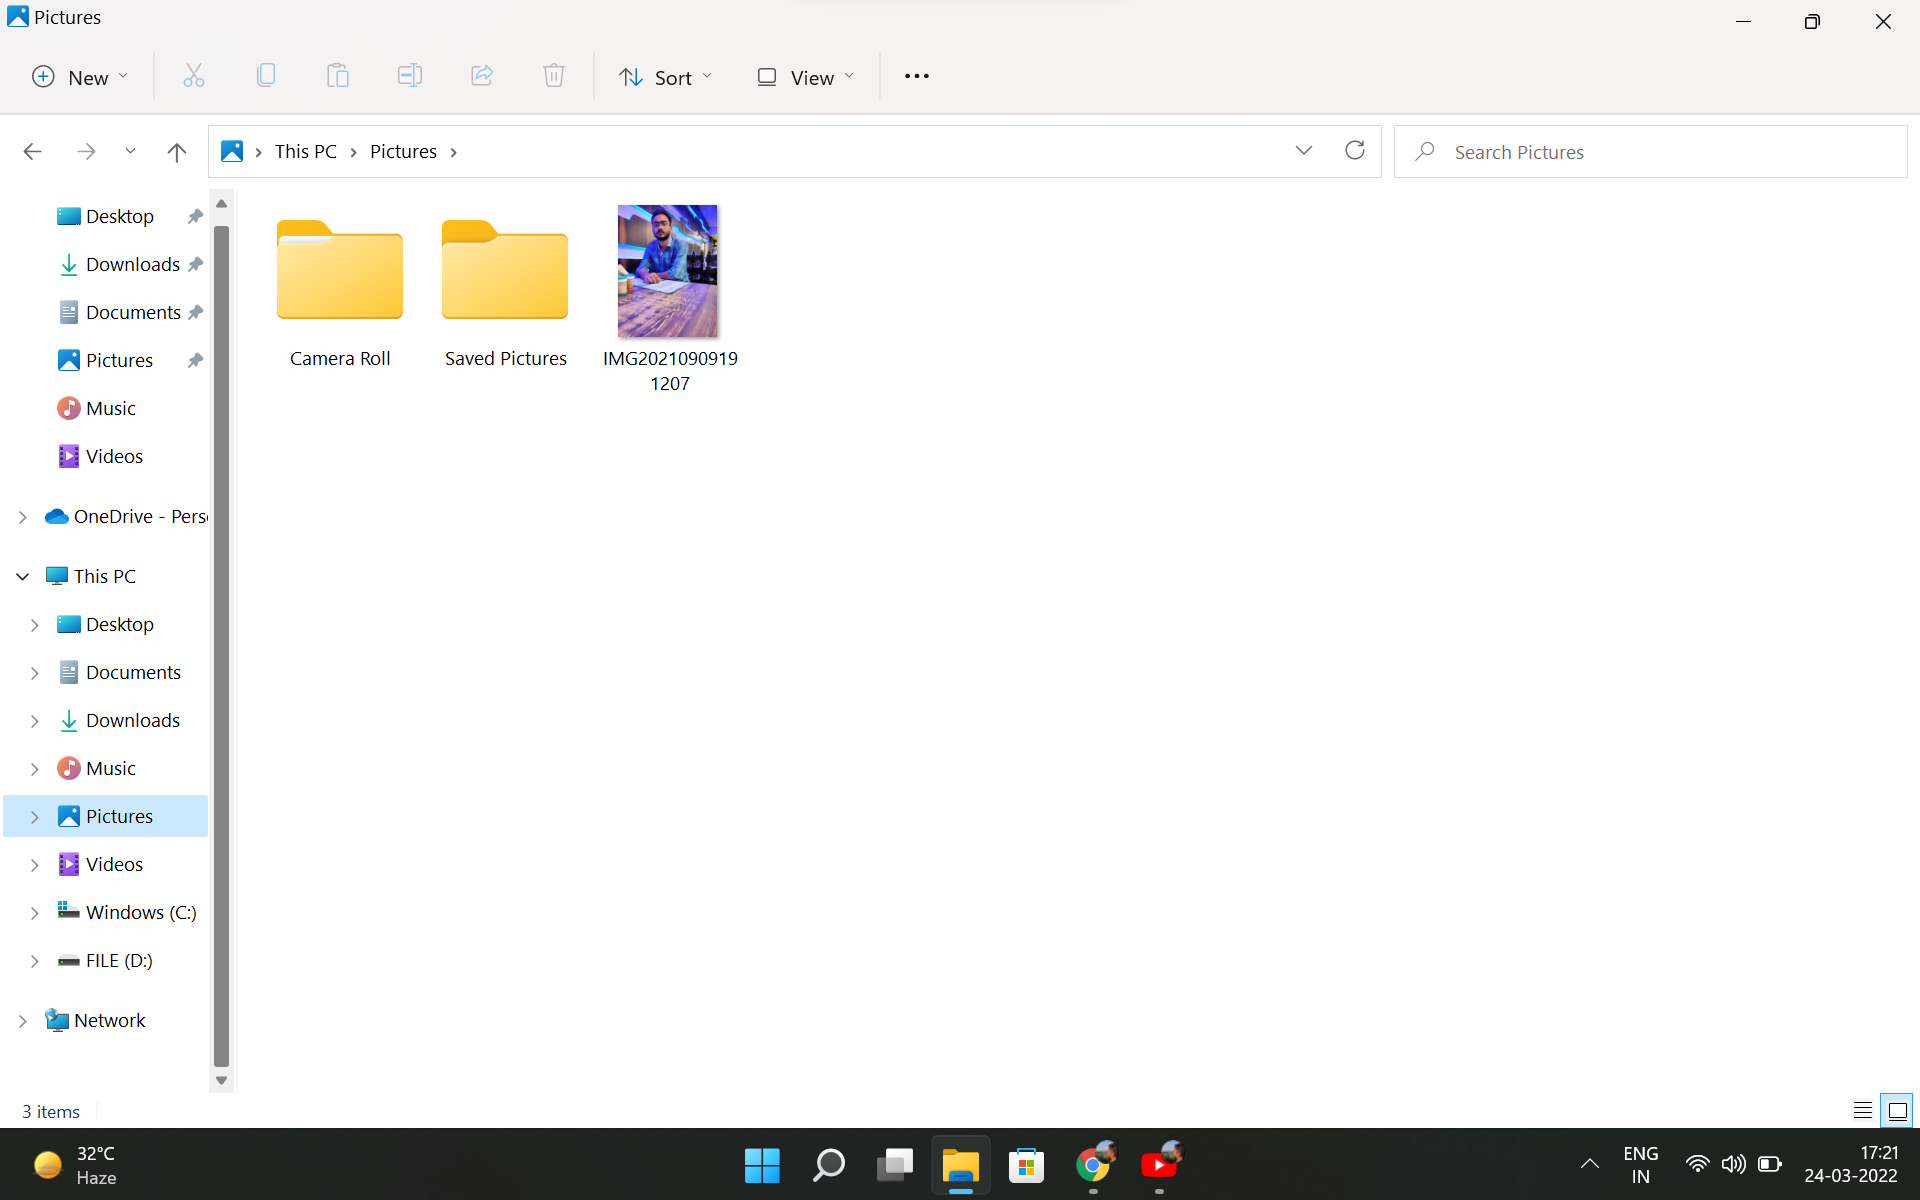 Pictures
New
Sort
View
This PC
Pictures
Search Pictures
Desktop
Downloads
Documents
Pictures
Music
Videos
OneDrive - Pers
This PC
Desktop
Documents
Downloads
Music
Pictures
Videos
Windows (C:)
FILE (D:)
Network
Camera Roll
Saved Pictures
IMG2021090919
1207
3 items
32°C
Haze
ENG
IN
17:21
24-03-2022